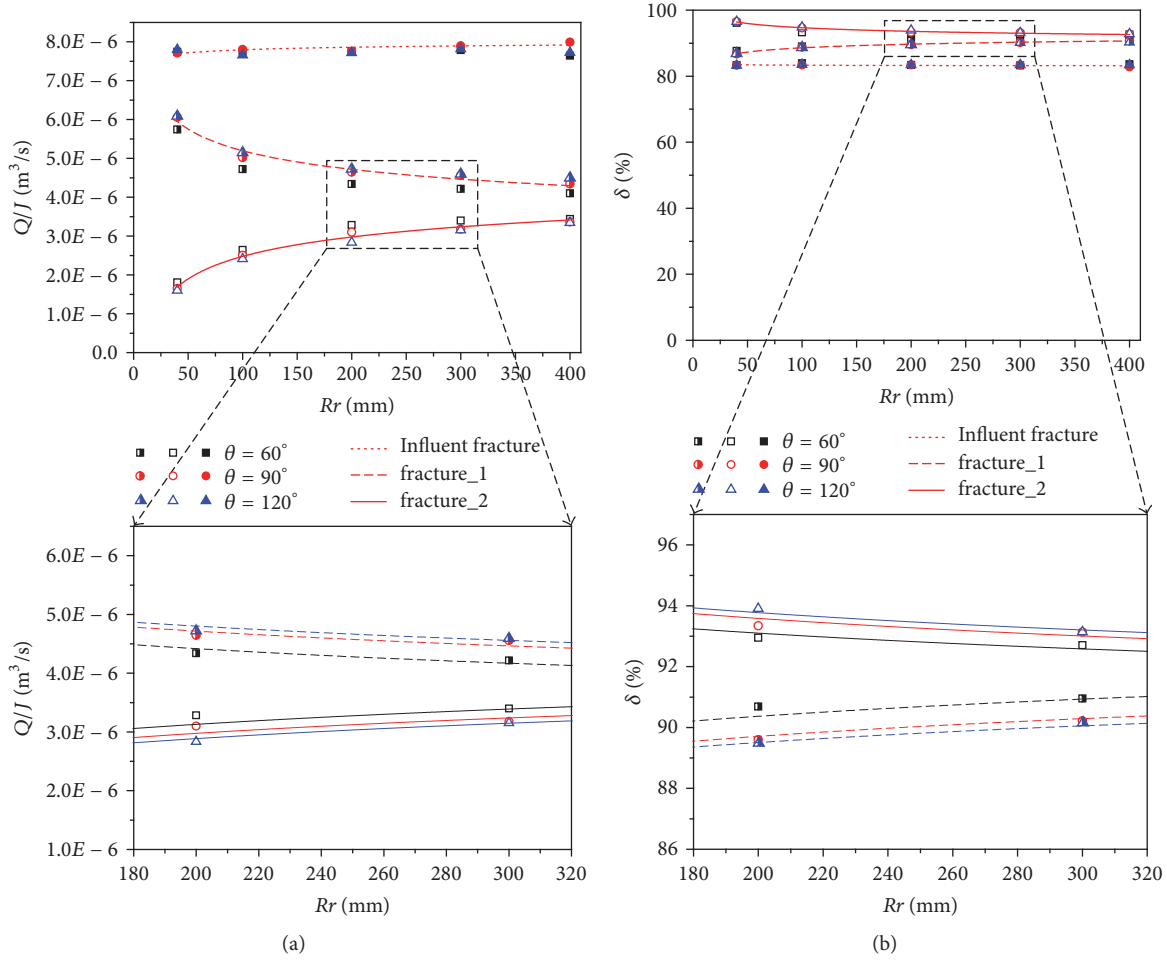 8.0E − 6
7.0E − 6
6.0E − 6
5.0E − 6
4.0E − 6
3.0E − 6
2.0E − 6
1.0E − 6
0.0
Q/J (m³/s)
0 50 100 150 200 250 300 350 400
Rr (mm)
100
80
60
40
20
0
δ (%)
0 50 100 150 200 250 300 350 400
Rr (mm)
θ = 60° Influent fracture
θ = 90° fracture_1
θ = 120° fracture_2
θ = 60° Influent fracture
θ = 90° fracture_1
θ = 120° fracture_2
6.0E − 6
5.0E − 6
4.0E − 6
3.0E − 6
2.0E − 6
1.0E − 6
Q/J (m³/s)
180 200 220 240 260 280 300 320
Rr (mm)
(a)
96
94
92
90
88
86
δ (%)
180 200 220 240 260 280 300 320
Rr (mm)
(b)